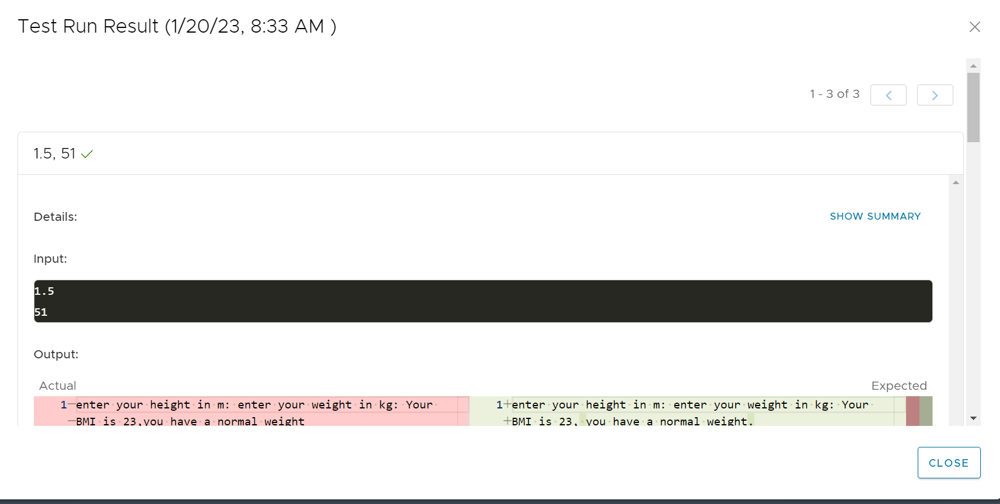 Test Run Result (1/20/23, 8:33 AM )
1 - 3 of 3
1.5, 51
Details:
SHOW SUMMARY
Input:
1.5
51
Output:
Actual
Expected
1 enter your height in m: enter your weight in kg: Your
BMI is 23,you have a normal weight
1 enter your height in m: enter your weight in kg: Your
BMI is 23, you have a normal weight.
CLOSE